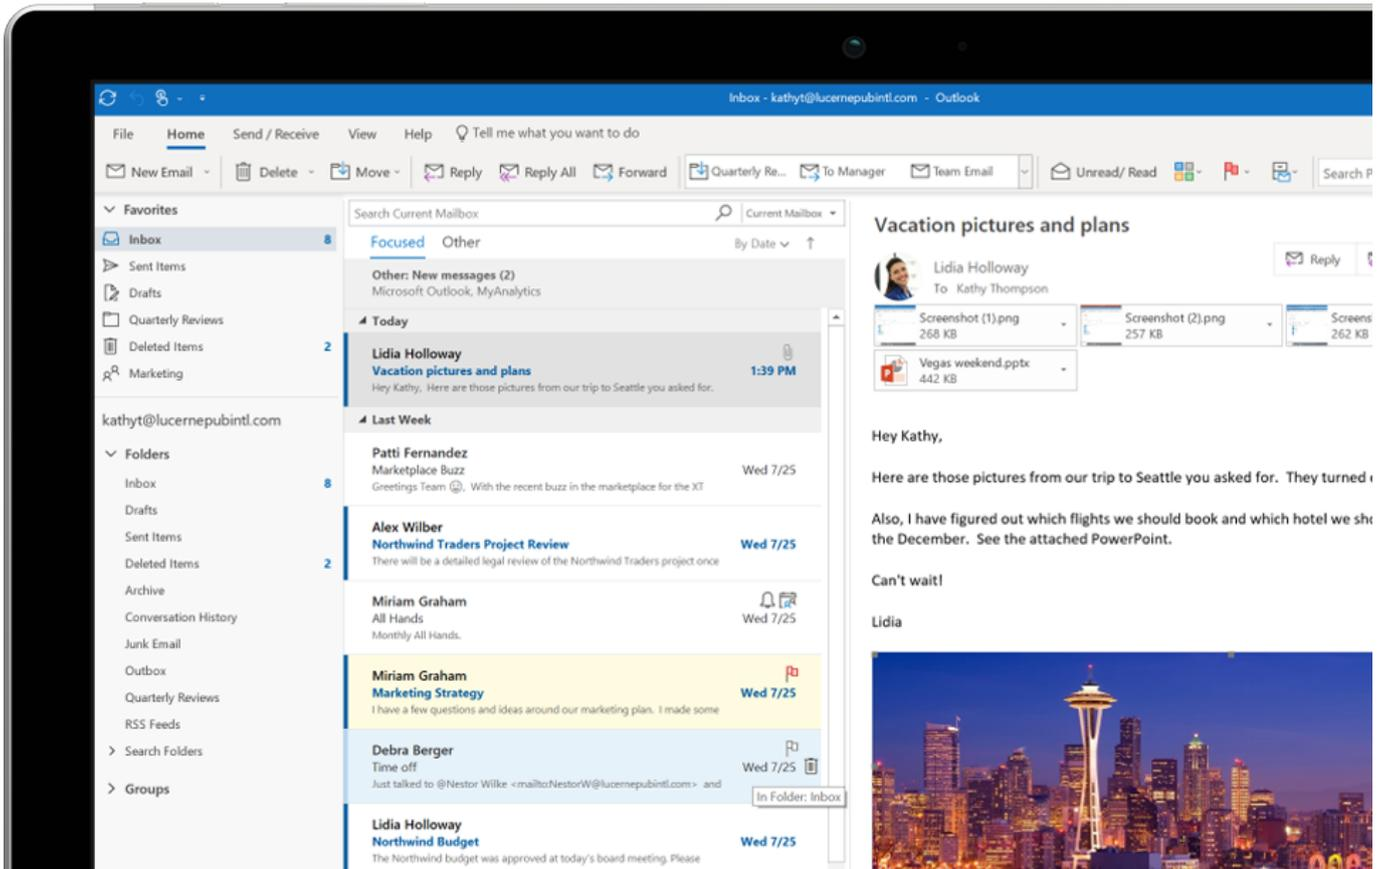 Inbox - kathyt@lucernepubintl.com - Outlook
File Home Send / Receive View Help Tell me what you want to do
New Email Delete Move Reply Reply All Forward Quarterly Re... To Manager Team Email Unread/ Read Search P
Favorites
Inbox 8
Sent Items
Drafts
Quarterly Reviews
Deleted Items 2
Marketing
kathyt@lucernepubintl.com
Folders
Inbox 8
Drafts
Sent Items
Deleted Items 2
Archive
Conversation History
Junk Email
Outbox
Quarterly Reviews
RSS Feeds
Search Folders
Groups
Search Current Mailbox Current Mailbox
Focused Other By Date
Other: New messages (2)
Microsoft Outlook, MyAnalytics
Today
Lidia Holloway
Vacation pictures and plans 1:39 PM
Hey Kathy, Here are those pictures from our trip to Seattle you asked for.
Last Week
Patti Fernandez
Marketplace Buzz Wed 7/25
Greetings Team ☺, With the recent buzz in the marketplace for the XT
Alex Wilber
Northwind Traders Project Review Wed 7/25
There will be a detailed legal review of the Northwind Traders project once
Miriam Graham
All Hands Wed 7/25
Monthly All Hands.
Miriam Graham
Marketing Strategy Wed 7/25
I have a few questions and ideas around our marketing plan. I made some
Debra Berger
Time off Wed 7/25
Just talked to @Nestor Wilke <mailto:NestorW@lucernepubintl.com> and
In Folder: Inbox
Lidia Holloway
Northwind Budget Wed 7/25
The Northwind budget was approved at today's board meeting. Please
Vacation pictures and plans
Lidia Holloway Reply
To Kathy Thompson
Screenshot (1).png Screenshot (2).png Screens
268 KB 257 KB 262 KB
Vegas weekend.pptx
442 KB
Hey Kathy,
Here are those pictures from our trip to Seattle you asked for. They turned
Also, I have figured out which flights we should book and which hotel we sho
the December. See the attached PowerPoint.
Can't wait!
Lidia